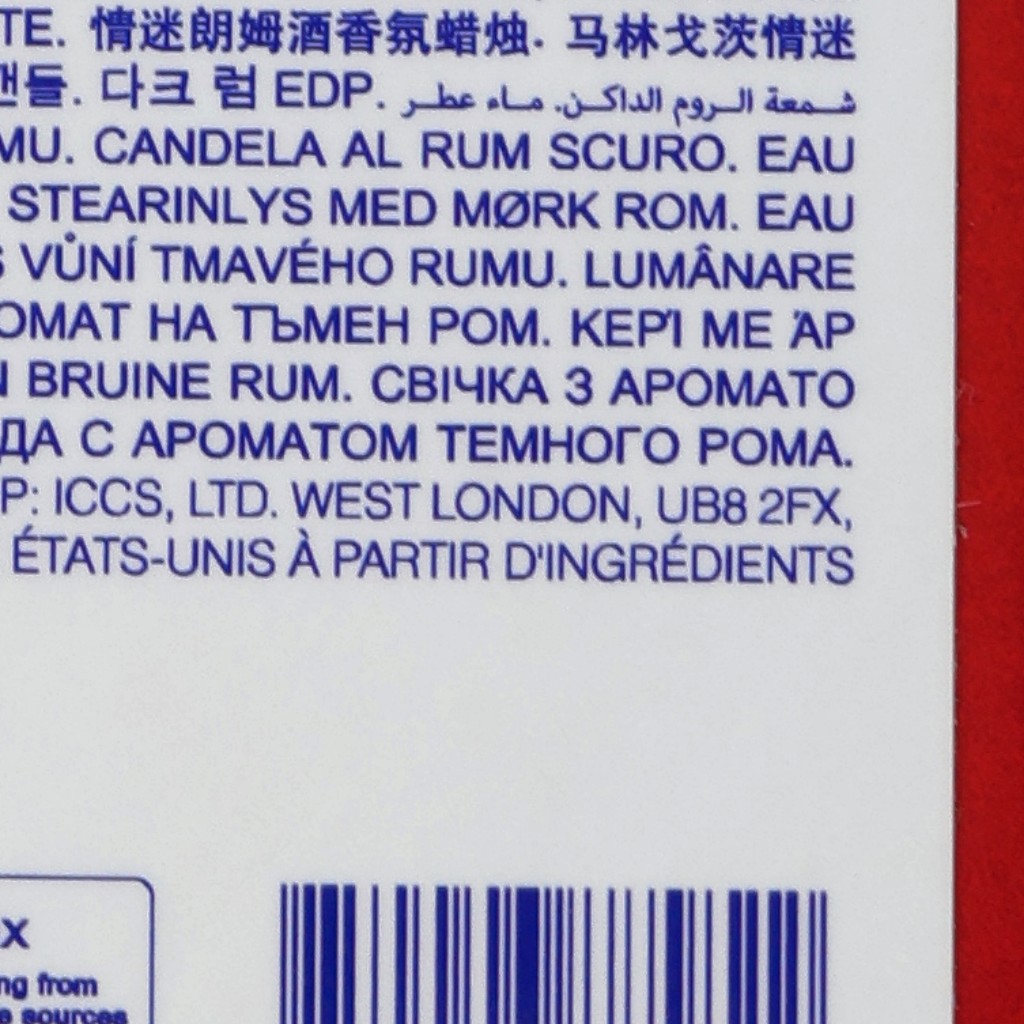 TE. 情迷朗姆酒香氛蜡烛. 马林戈茨情迷
캔들. 다크 럼 EDP. شمعة الروم الداكن. ماء عطر
MU. CANDELA AL RUM SCURO. EAU
STEARINLYS MED MØRK ROM. EAU
S VŮNÍ TMAVÉHO RUMU. LUMÂNARE
ОМАТ НА ТЪМЕН РОМ. ΚΕΡΊ ΜΕ ΆΡ
N BRUINE RUM. СВІЧКА З АРОМАТО
ДА С АРОМАТОМ ТЕМНОГО РОМА.
P: ICCS, LTD. WEST LONDON, UB8 2FX,
ÉTATS-UNIS À PARTIR D'INGRÉDIENTS
X
ng from
e sources